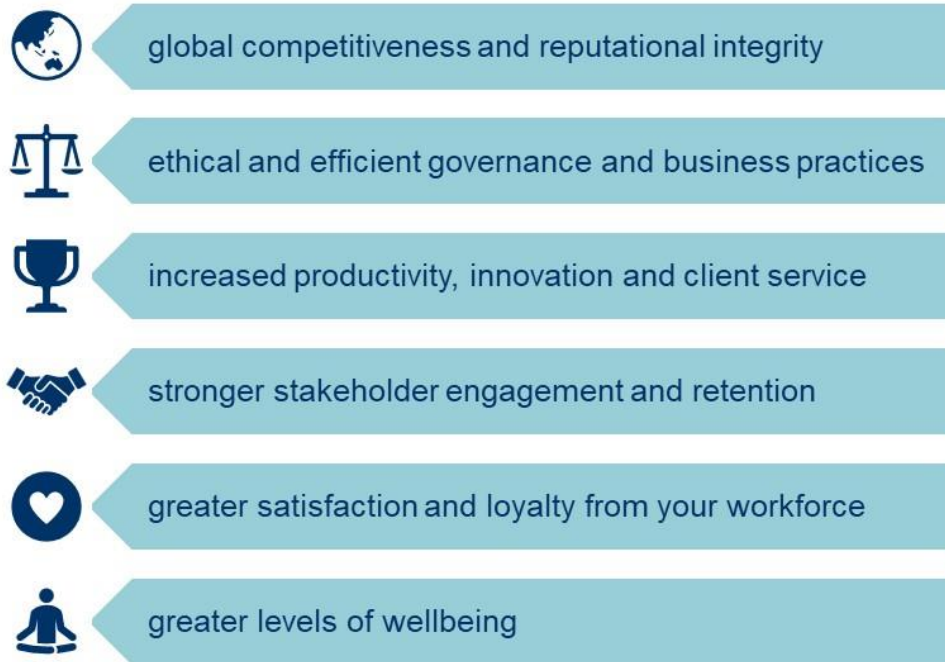 global competitiveness and reputational integrity
ethical and efficient governance and business practices
increased productivity, innovation and client service
stronger stakeholder engagement and retention
greater satisfaction and loyalty from your workforce
greater levels of wellbeing